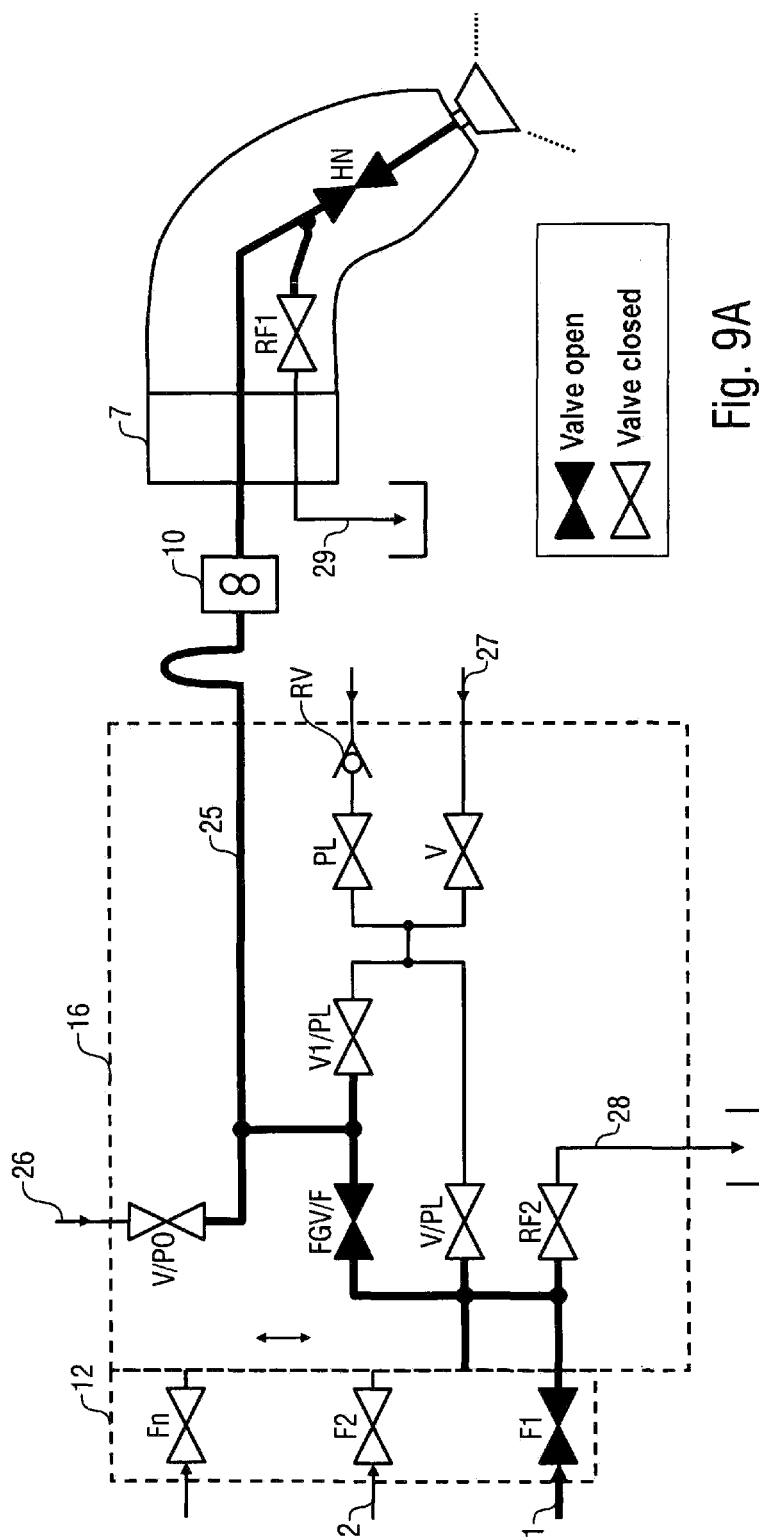 7
10
HN
RF1
29
RV
27
PL
V
25
16
V1/PL
26
V/P0
FGV/F
V/PL
RF2
28
12
Fn
F2
F1
2
1
Valve open
Valve closed
Fig. 9A